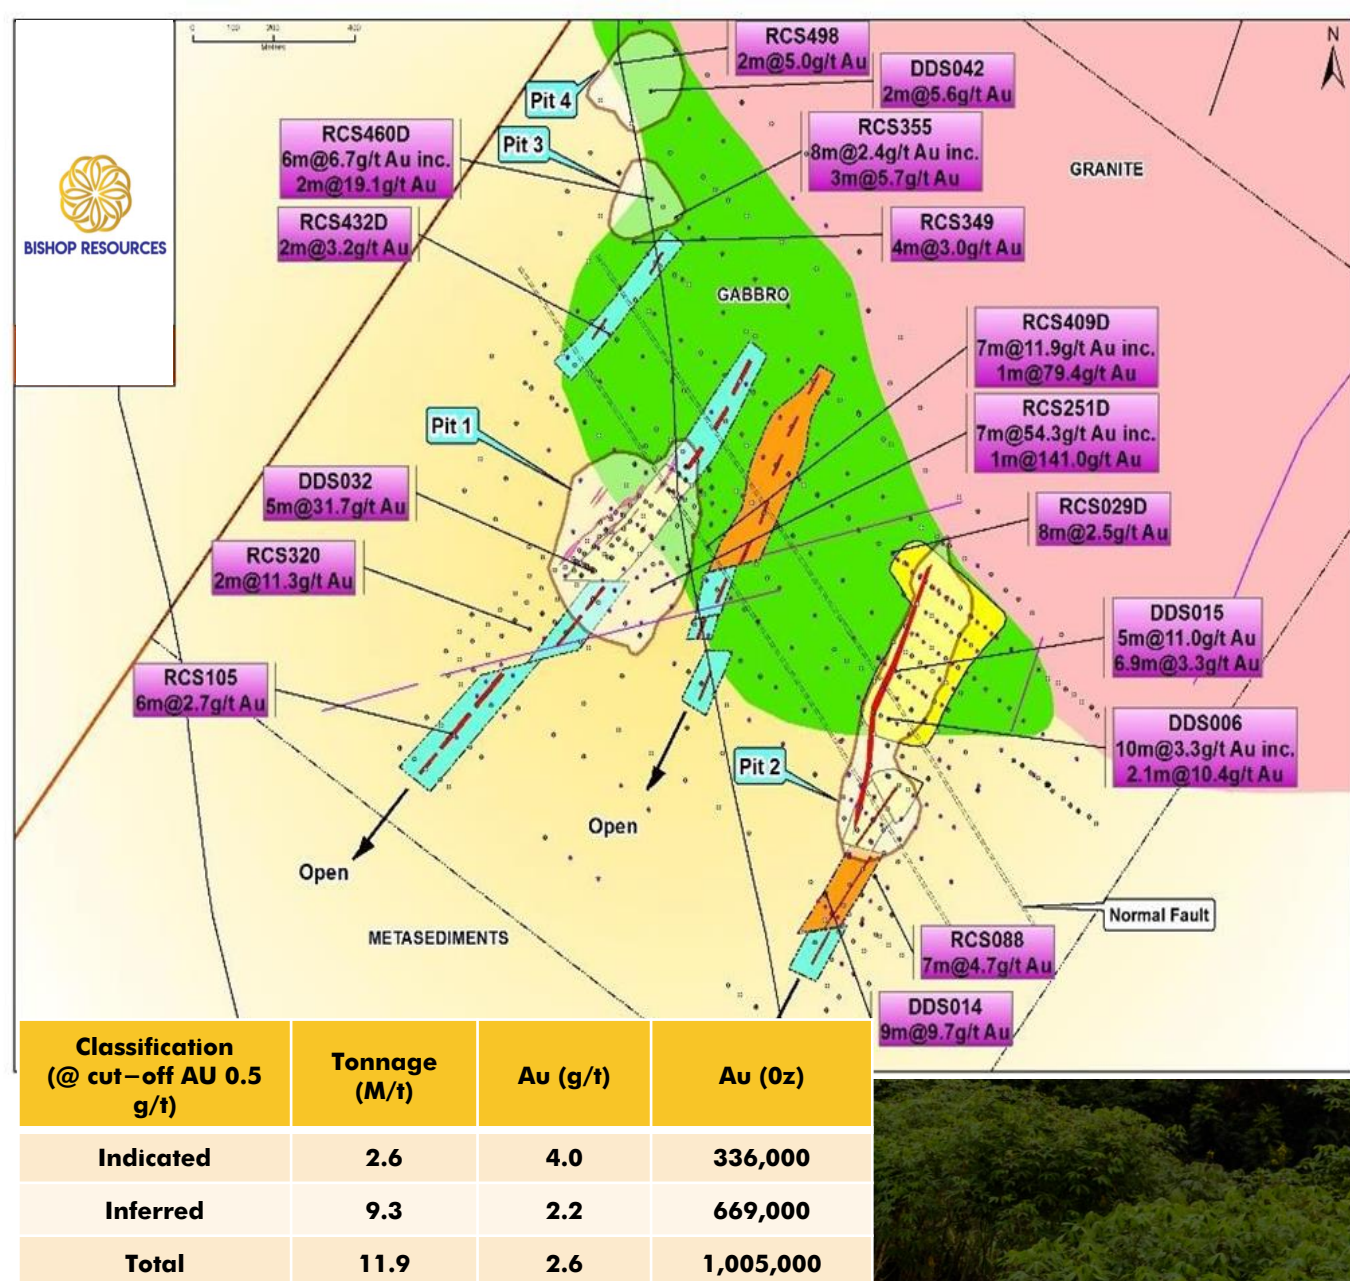 0 100 200 400
Meters
N
BISHOP RESOURCES
RCS498
2m@5.0g/t Au
DDS042
2m@5.6g/t Au
Pit 4
RCS460D
6m@6.7g/t Au inc.
2m@19.1g/t Au
Pit 3
RCS355
8m@2.4g/t Au inc.
3m@5.7g/t Au
GRANITE
RCS432D
2m@3.2g/t Au
RCS349
4m@3.0g/t Au
GABBRO
RCS409D
7m@11.9g/t Au inc.
1m@79.4g/t Au
Pit 1
RCS251D
7m@54.3g/t Au inc.
1m@141.0g/t Au
DDS032
5m@31.7g/t Au
RCS029D
8m@2.5g/t Au
RCS320
2m@11.3g/t Au
DDS015
5m@11.0g/t Au
6.9m@3.3g/t Au
RCS105
6m@2.7g/t Au
DDS006
10m@3.3g/t Au inc.
2.1m@10.4g/t Au
Pit 2
Open
Open
Normal Fault
METASEDIMENTS
RCS088
7m@4.7g/t Au
DDS014
9m@9.7g/t Au
Classification
(@ cut–off AU 0.5
g/t)
Tonnage
(M/t)
Au (g/t)
Au (0z)
Indicated 2.6 4.0 336,000
Inferred 9.3 2.2 669,000
Total 11.9 2.6 1,005,000